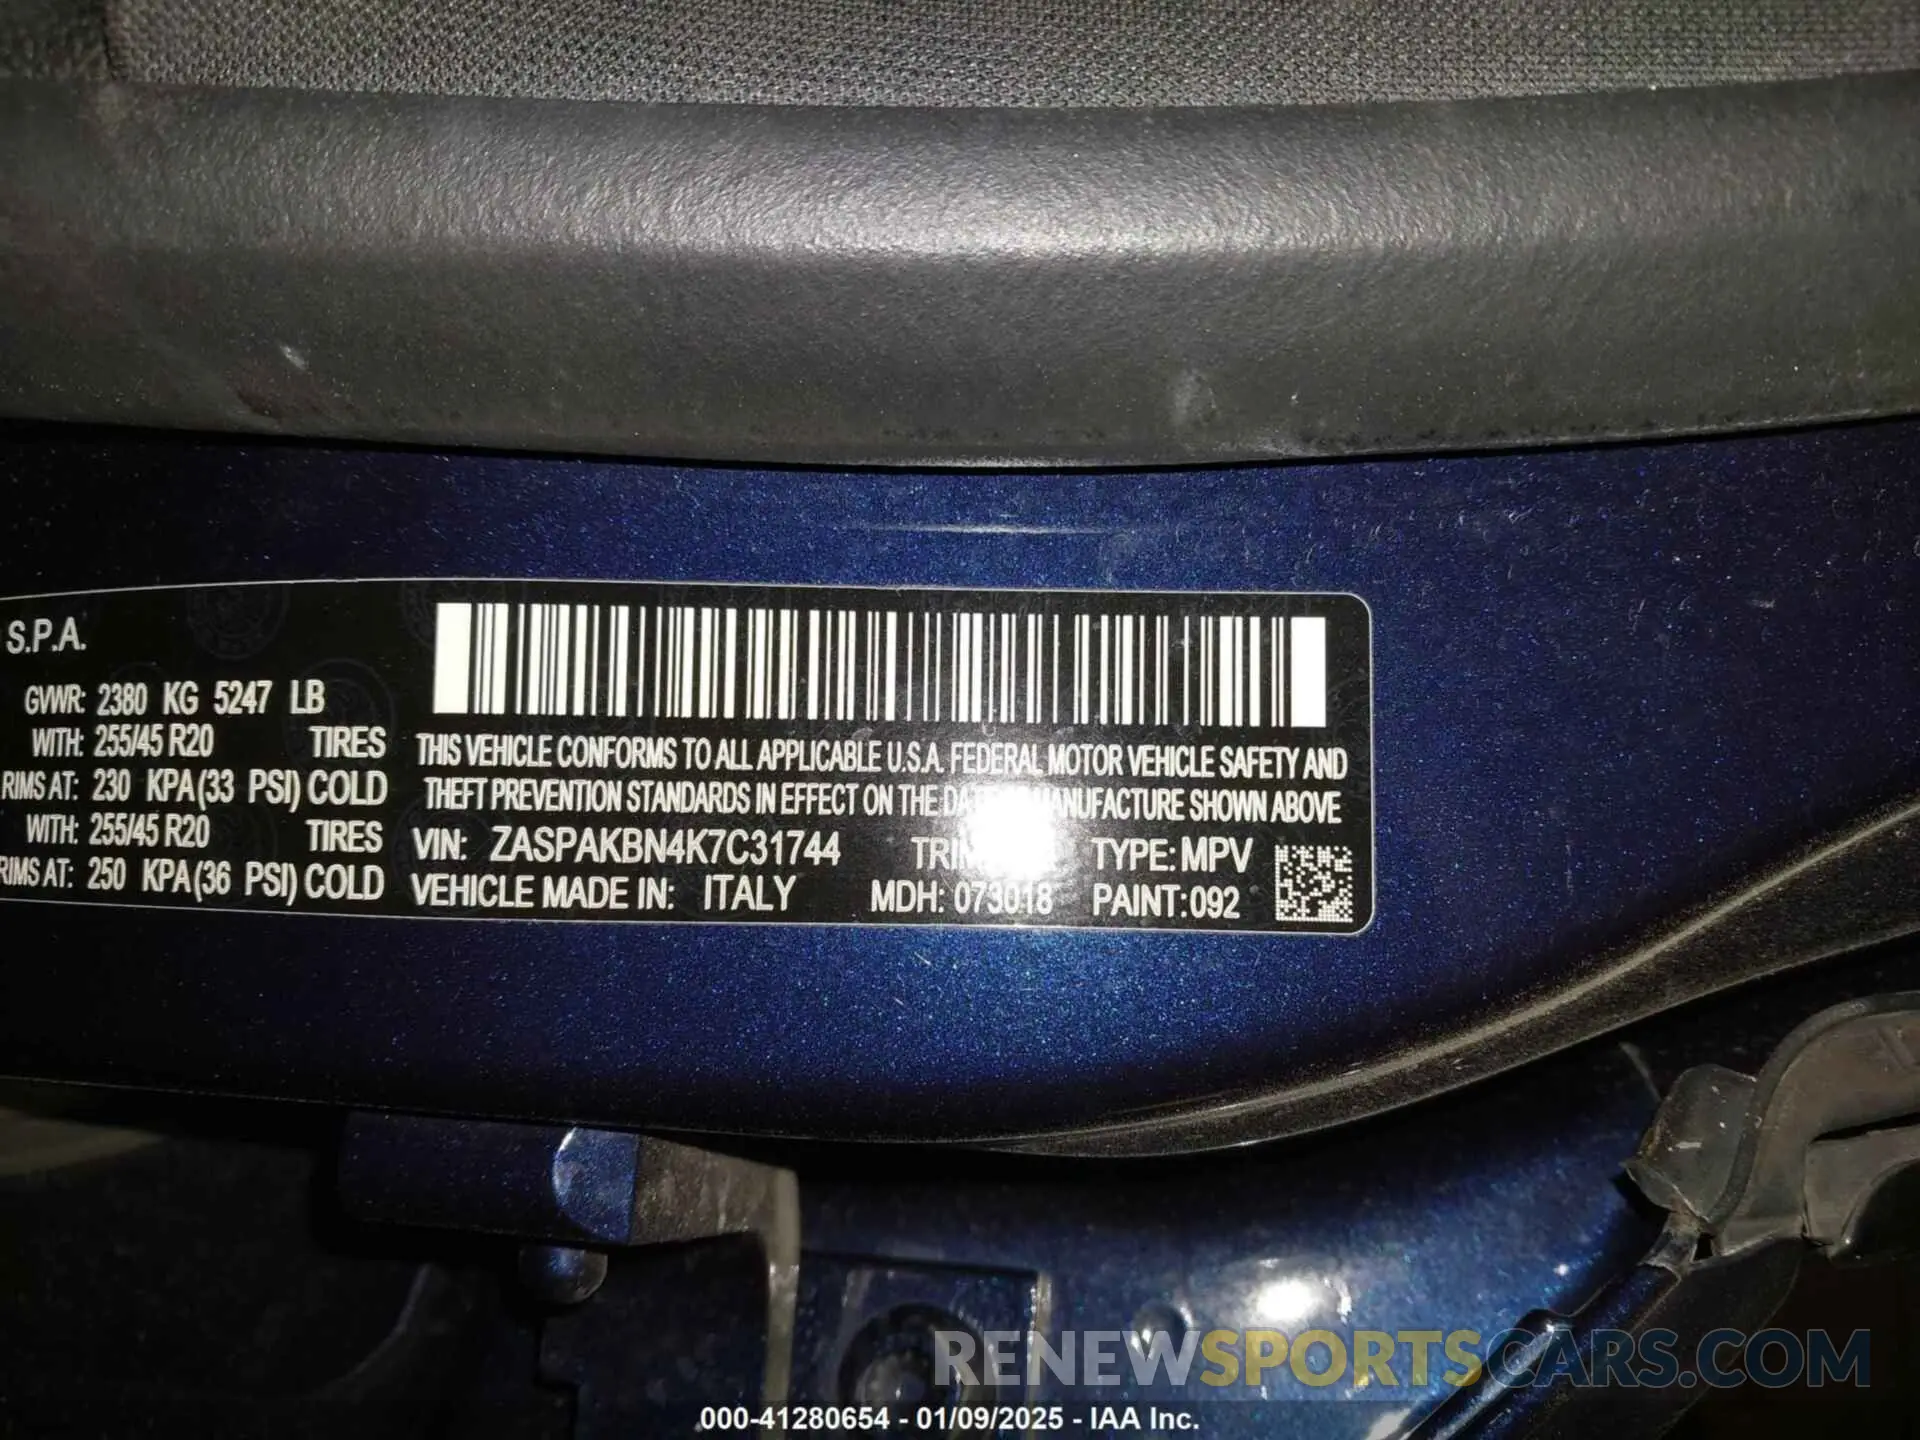 S.P.A.
GVWR: 2380 KG 5247 LB
WITH: 255/45 R20 TIRES
RIMS AT: 230 KPA(33 PSI) COLD
WITH: 255/45 R20 TIRES
RIMS AT: 250 KPA(36 PSI) COLD
THIS VEHICLE CONFORMS TO ALL APPLICABLE U.S.A. FEDERAL MOTOR VEHICLE SAFETY AND
THEFT PREVENTION STANDARDS IN EFFECT ON THE MANUFACTURE SHOWN ABOVE
VIN: ZASPAKBN4K7C31744 TYPE: MPV
VEHICLE MADE IN: ITALY MDH: 073018 PAINT: 092
RENEWSPORTSCARS.COM
000-41280654 - 01/09/2025 - IAA Inc.